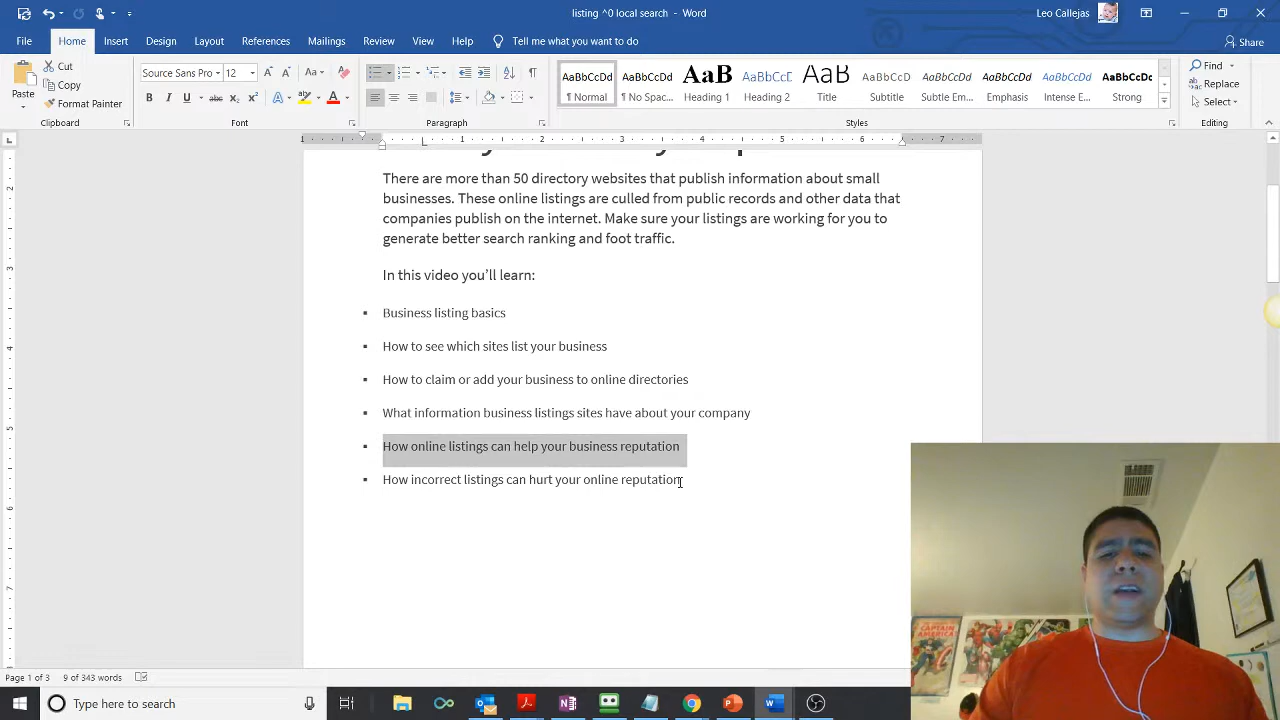 listing ^0 local search - Word
Leo Callejas
File Home Insert Design Layout References Mailings Review View Help Tell me what you want to do Share
Paste
Cut
Copy
Format Painter
Clipboard
Source Sans Pro 12
Font
Paragraph
AaBbCcDd AaBbCcDd AaB AaBbCcD AaB AaBbCcD AaBbCcDd AaBbCcDd AaBbCcDd AaBbCcDc
¶ Normal ¶ No Spac... Heading 1 Heading 2 Title Subtitle Subtle Em... Emphasis Intense E... Strong
Styles
Find
Replace
Select
Editing
There are more than 50 directory websites that publish information about small
businesses. These online listings are culled from public records and other data that
companies publish on the internet. Make sure your listings are working for you to
generate better search ranking and foot traffic.
In this video you’ll learn:
▪ Business listing basics
▪ How to see which sites list your business
▪ How to claim or add your business to online directories
▪ What information business listings sites have about your company
▪ How online listings can help your business reputation
▪ How incorrect listings can hurt your online reputation
CAPTAIN AMERICA
Page 1 of 3 9 of 343 words
Type here to search